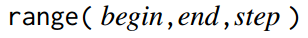 range( begin,end,step )